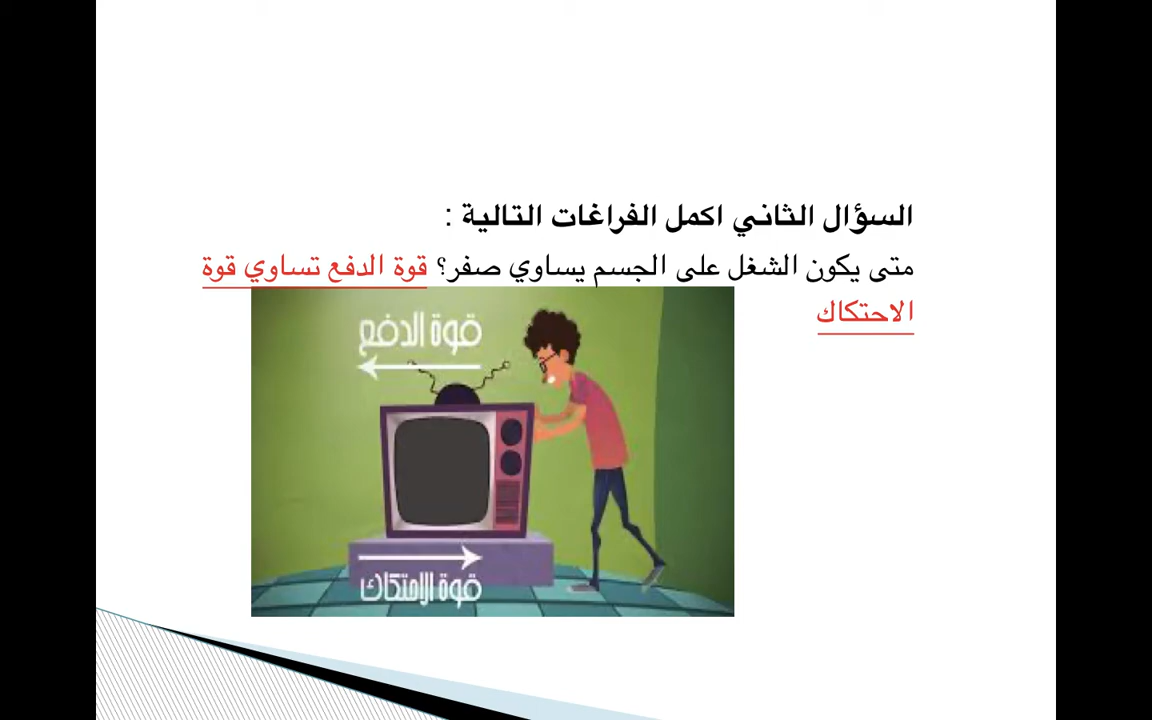 السؤال الثاني اكمل الفراغات التالية :
متى يكون الشغل على الجسم يساوي صفر؟ قوة الدفع تساوي قوة
الاحتكاك
قوة الدفع
قوة الاحتكاك